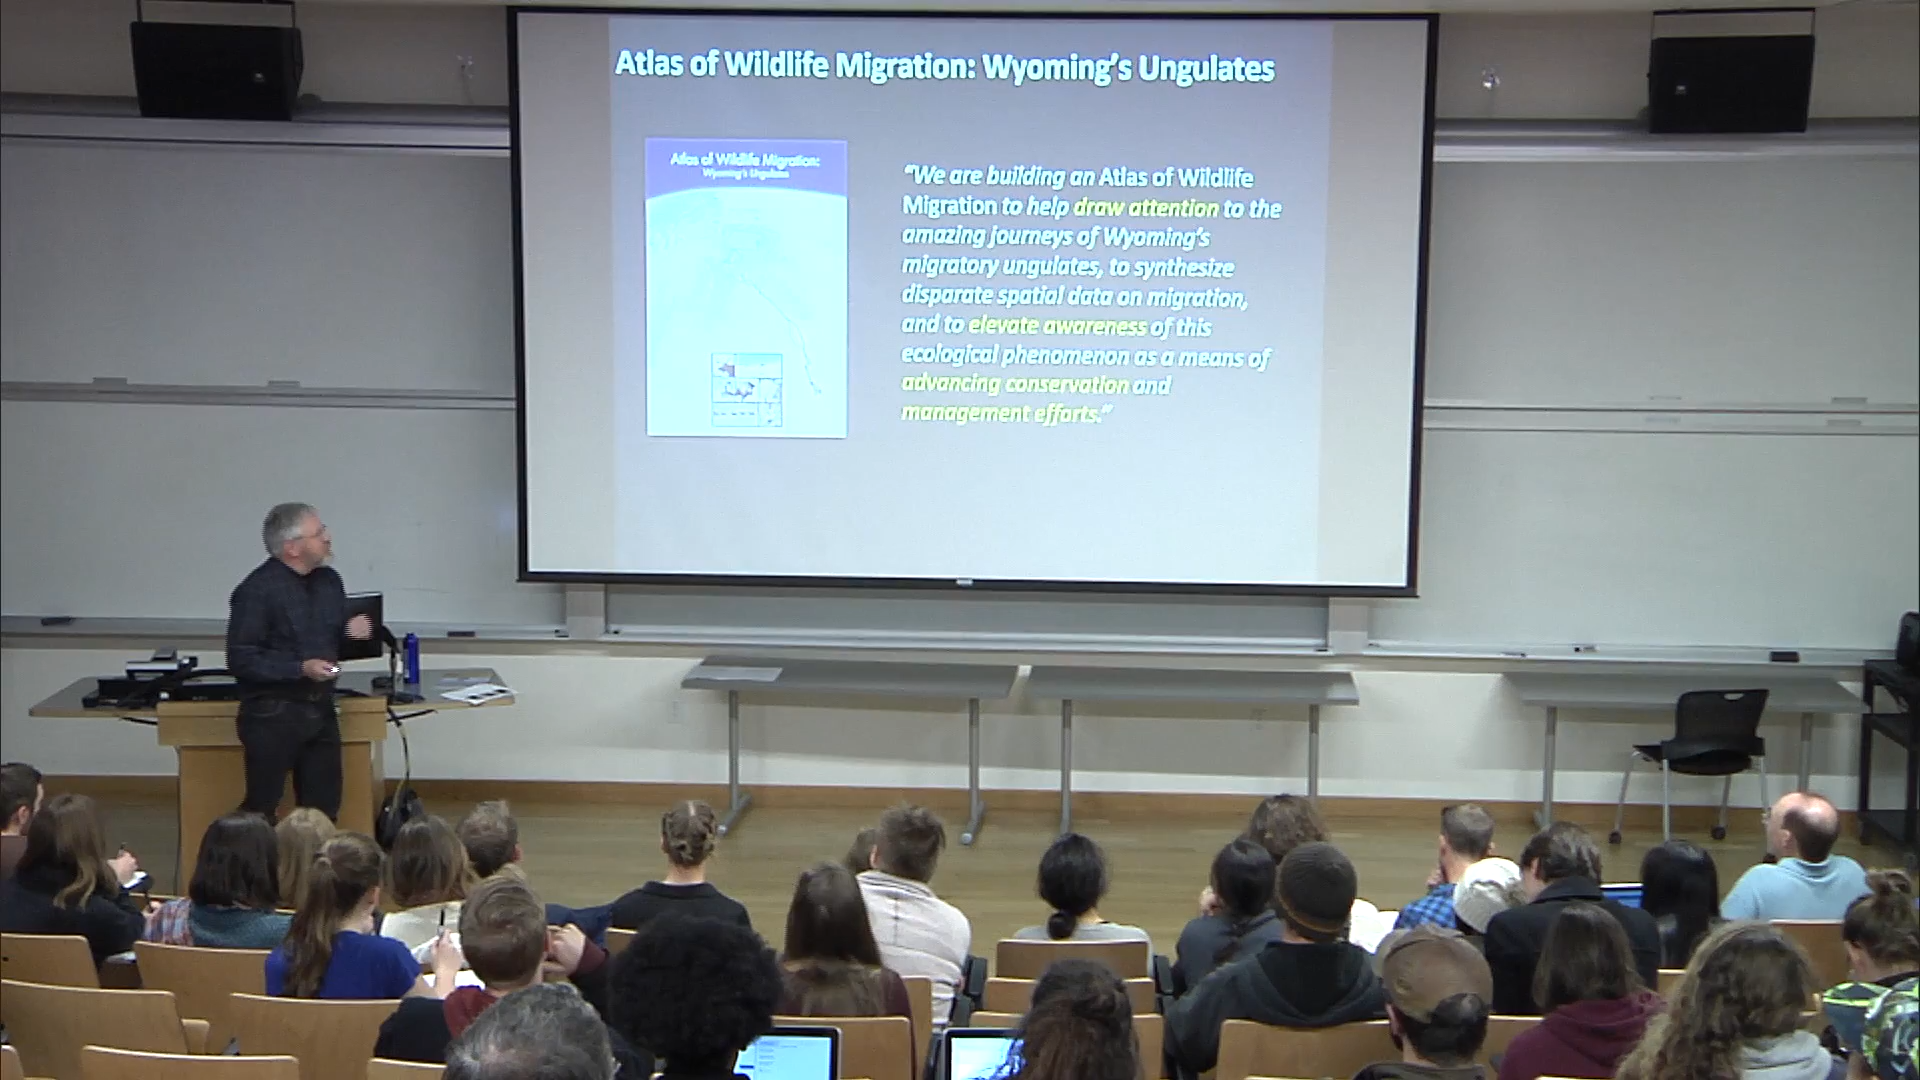 Atlas of Wildlife Migration: Wyoming's Ungulates
Atlas of Wildlife Migration:
Wyoming's Ungulates
"We are building an Atlas of Wildlife
Migration to help draw attention to the
amazing journeys of Wyoming's
migratory ungulates, to synthesize
disparate spatial data on migration,
and to elevate awareness of this
ecological phenomenon as a means of
advancing conservation and
management efforts."